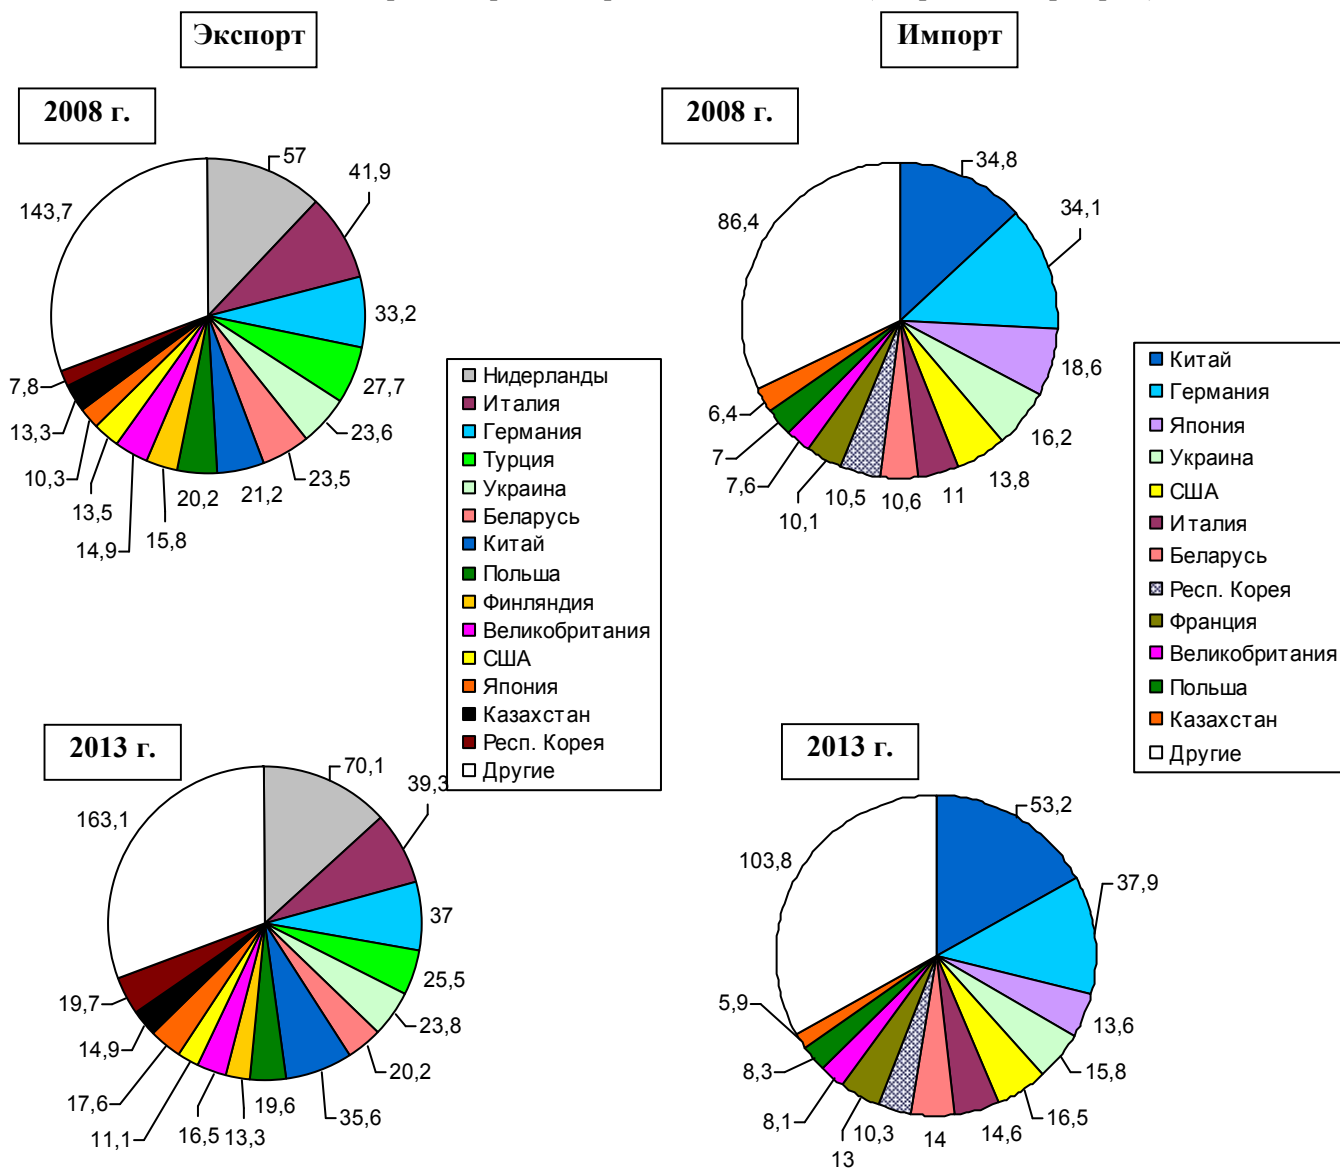 Экспорт
Импорт
2008 г.
57
41,9
33,2
27,7
23,6
23,5
21,2
20,2
15,8
14,9
13,5
10,3
13,3
7,8
143,7
Нидерланды
Италия
Германия
Турция
Украина
Беларусь
Китай
Польша
Финляндия
Великобритания
США
Япония
Казахстан
Респ. Корея
Другие
2008 г.
34,8
34,1
18,6
16,2
13,8
11
10,6
10,5
10,1
7,6
7
6,4
86,4
Китай
Германия
Япония
Украина
США
Италия
Беларусь
Респ. Корея
Франция
Великобритания
Польша
Казахстан
Другие
2013 г.
70,1
39,3
37
25,5
23,8
20,2
35,6
19,6
13,3
16,5
11,1
17,6
14,9
19,7
163,1
2013 г.
53,2
37,9
13,6
15,8
16,5
14,6
14
10,3
13
8,1
8,3
5,9
103,8